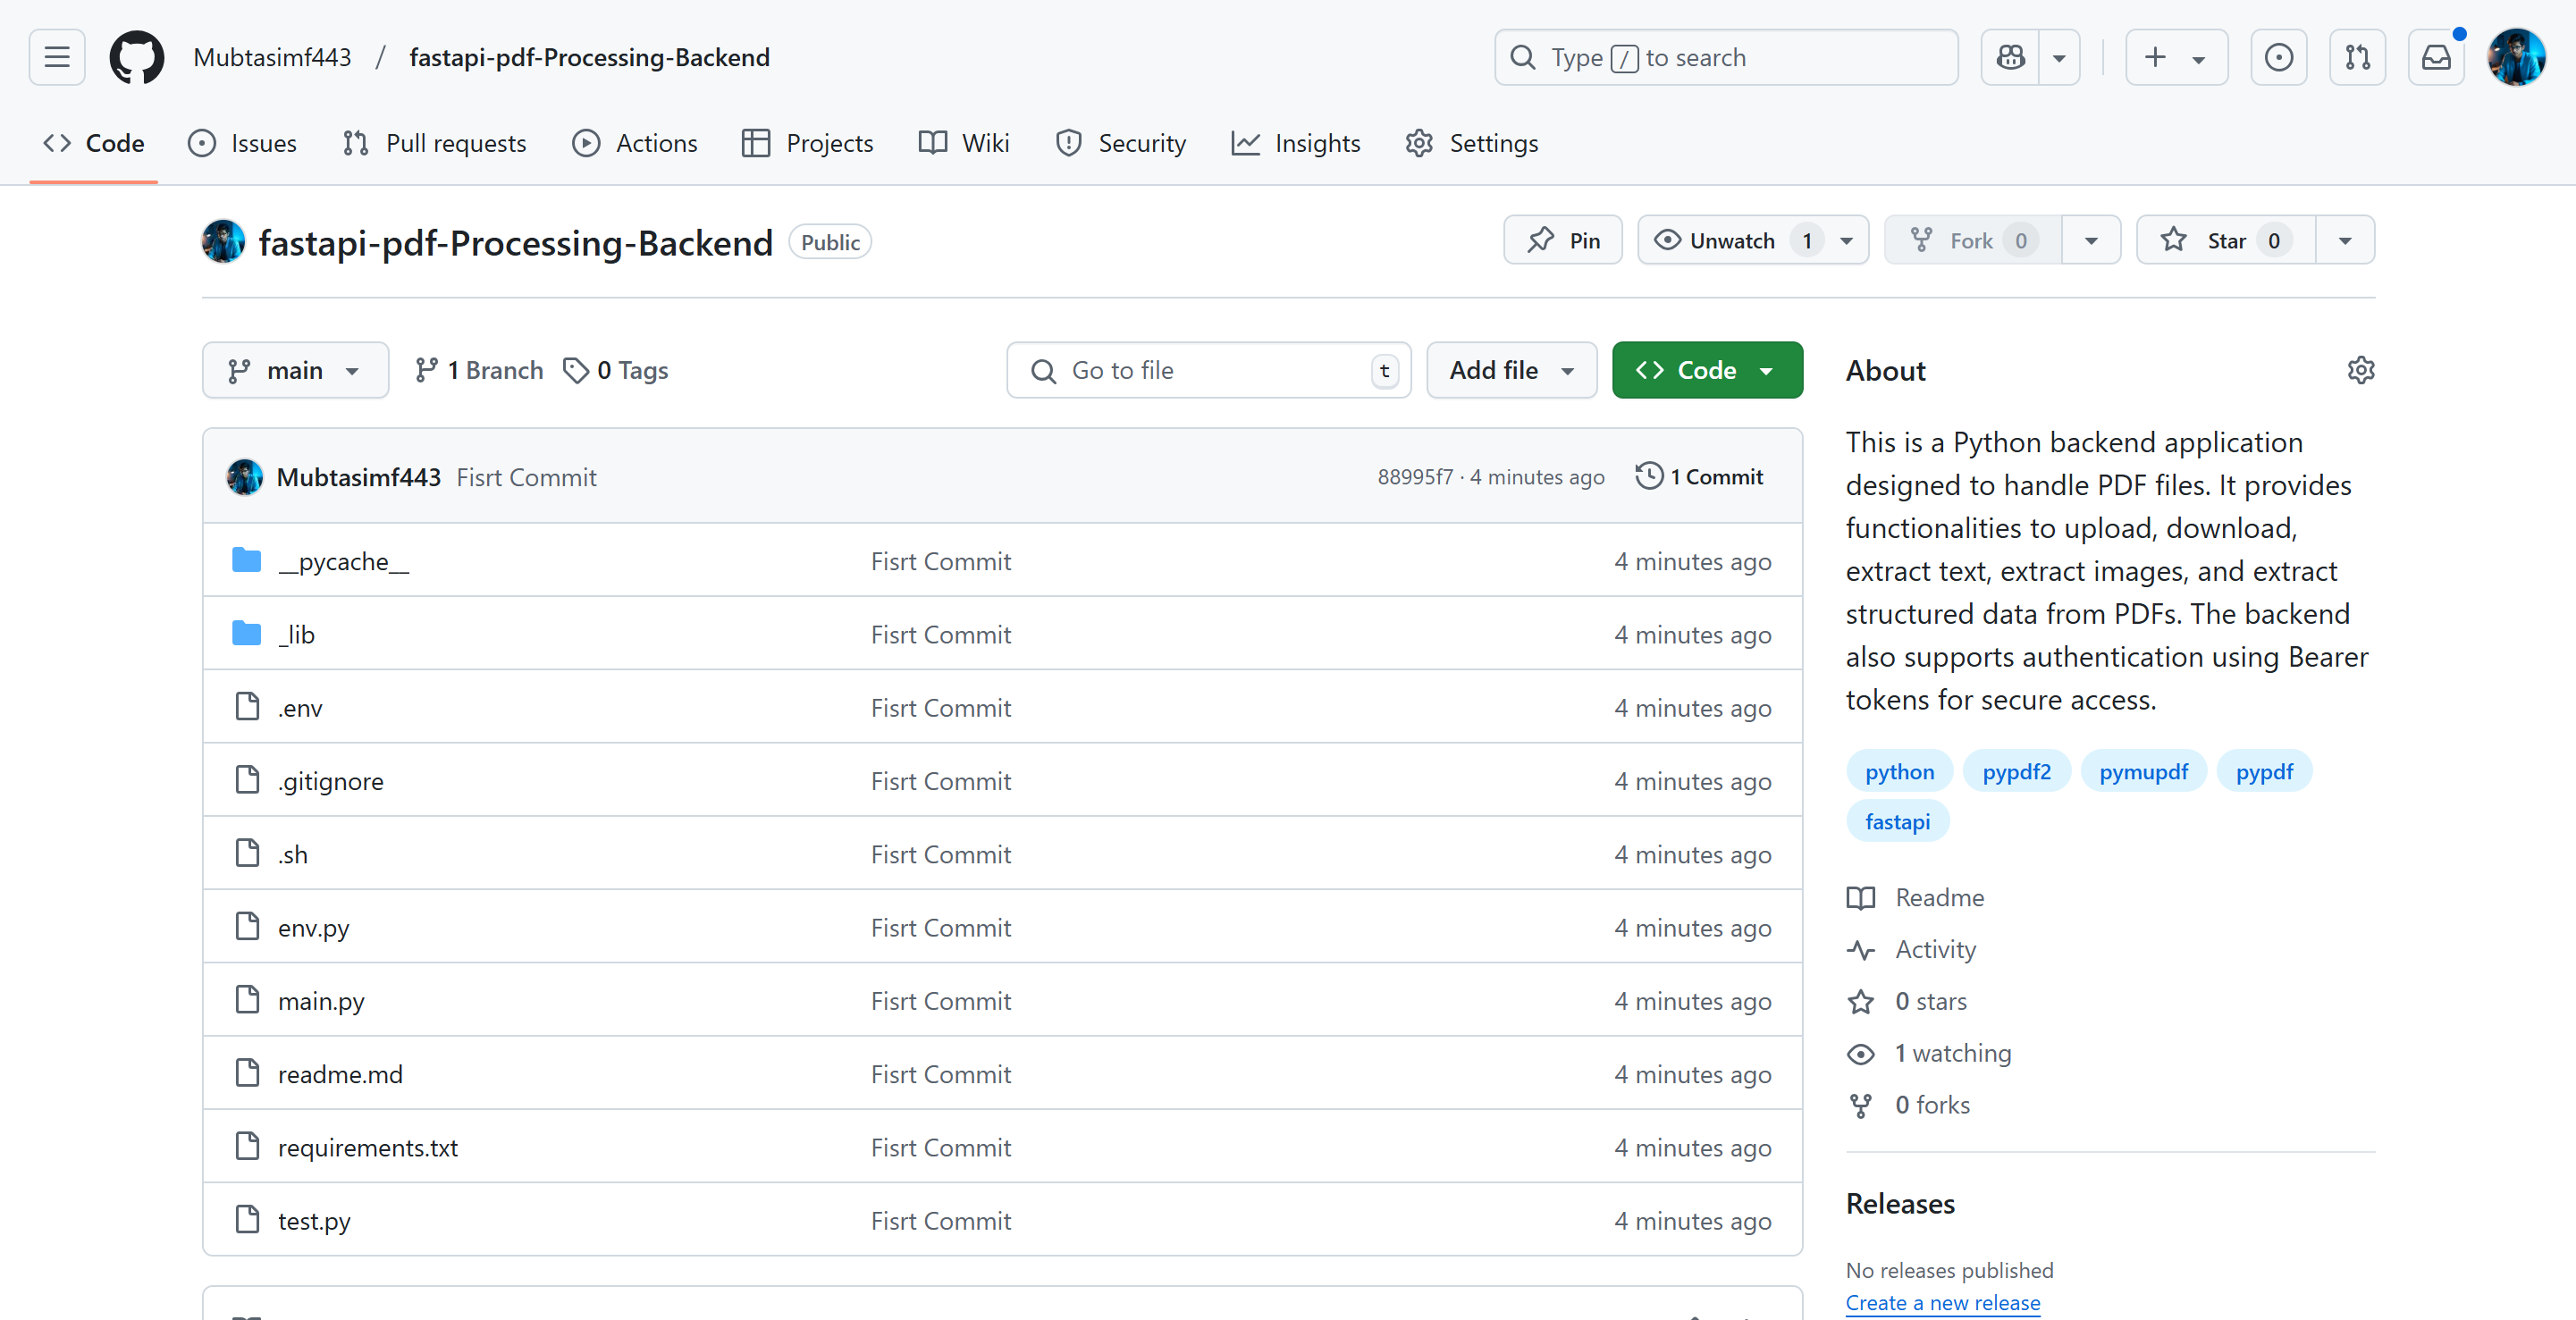 Mubtasimf443 / fastapi-pdf-Processing-Backend
Type / to search
Code Issues Pull requests Actions Projects Wiki Security Insights Settings
fastapi-pdf-Processing-Backend Public
Pin Unwatch 1 Fork 0 Star 0
main 1 Branch 0 Tags Go to file t Add file Code
Mubtasimf443 Fisrt Commit 88995f7 · 4 minutes ago 1 Commit
__pycache__ Fisrt Commit 4 minutes ago
_lib Fisrt Commit 4 minutes ago
.env Fisrt Commit 4 minutes ago
.gitignore Fisrt Commit 4 minutes ago
.sh Fisrt Commit 4 minutes ago
env.py Fisrt Commit 4 minutes ago
main.py Fisrt Commit 4 minutes ago
readme.md Fisrt Commit 4 minutes ago
requirements.txt Fisrt Commit 4 minutes ago
test.py Fisrt Commit 4 minutes ago
About
This is a Python backend application
designed to handle PDF files. It provides
functionalities to upload, download,
extract text, extract images, and extract
structured data from PDFs. The backend
also supports authentication using Bearer
tokens for secure access.
python pypdf2 pymupdf pypdf
fastapi
Readme
Activity
0 stars
1 watching
0 forks
Releases
No releases published
Create a new release